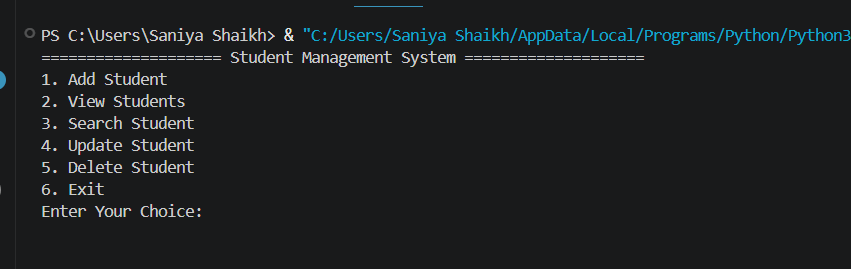 PS C:\Users\Saniya Shaikh> & "C:/Users/Saniya Shaikh/AppData/Local/Programs/Python/Python3
==================== Student Management System ====================
1. Add Student
2. View Students
3. Search Student
4. Update Student
5. Delete Student
6. Exit
Enter Your Choice: